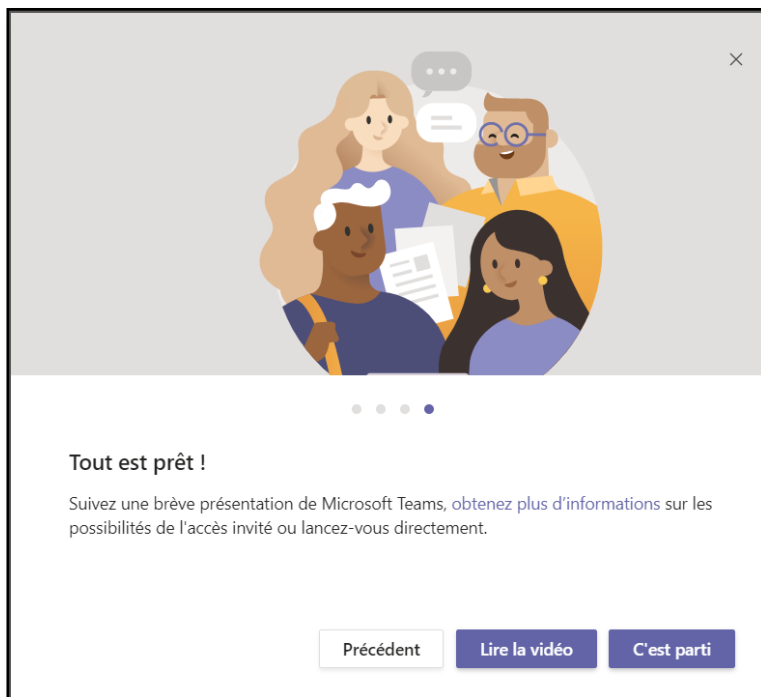 Tout est prêt !
Suivez une brève présentation de Microsoft Teams, obtenez plus d’informations sur les
possibilités de l'accès invité ou lancez-vous directement.
Précédent
Lire la vidéo
C'est parti